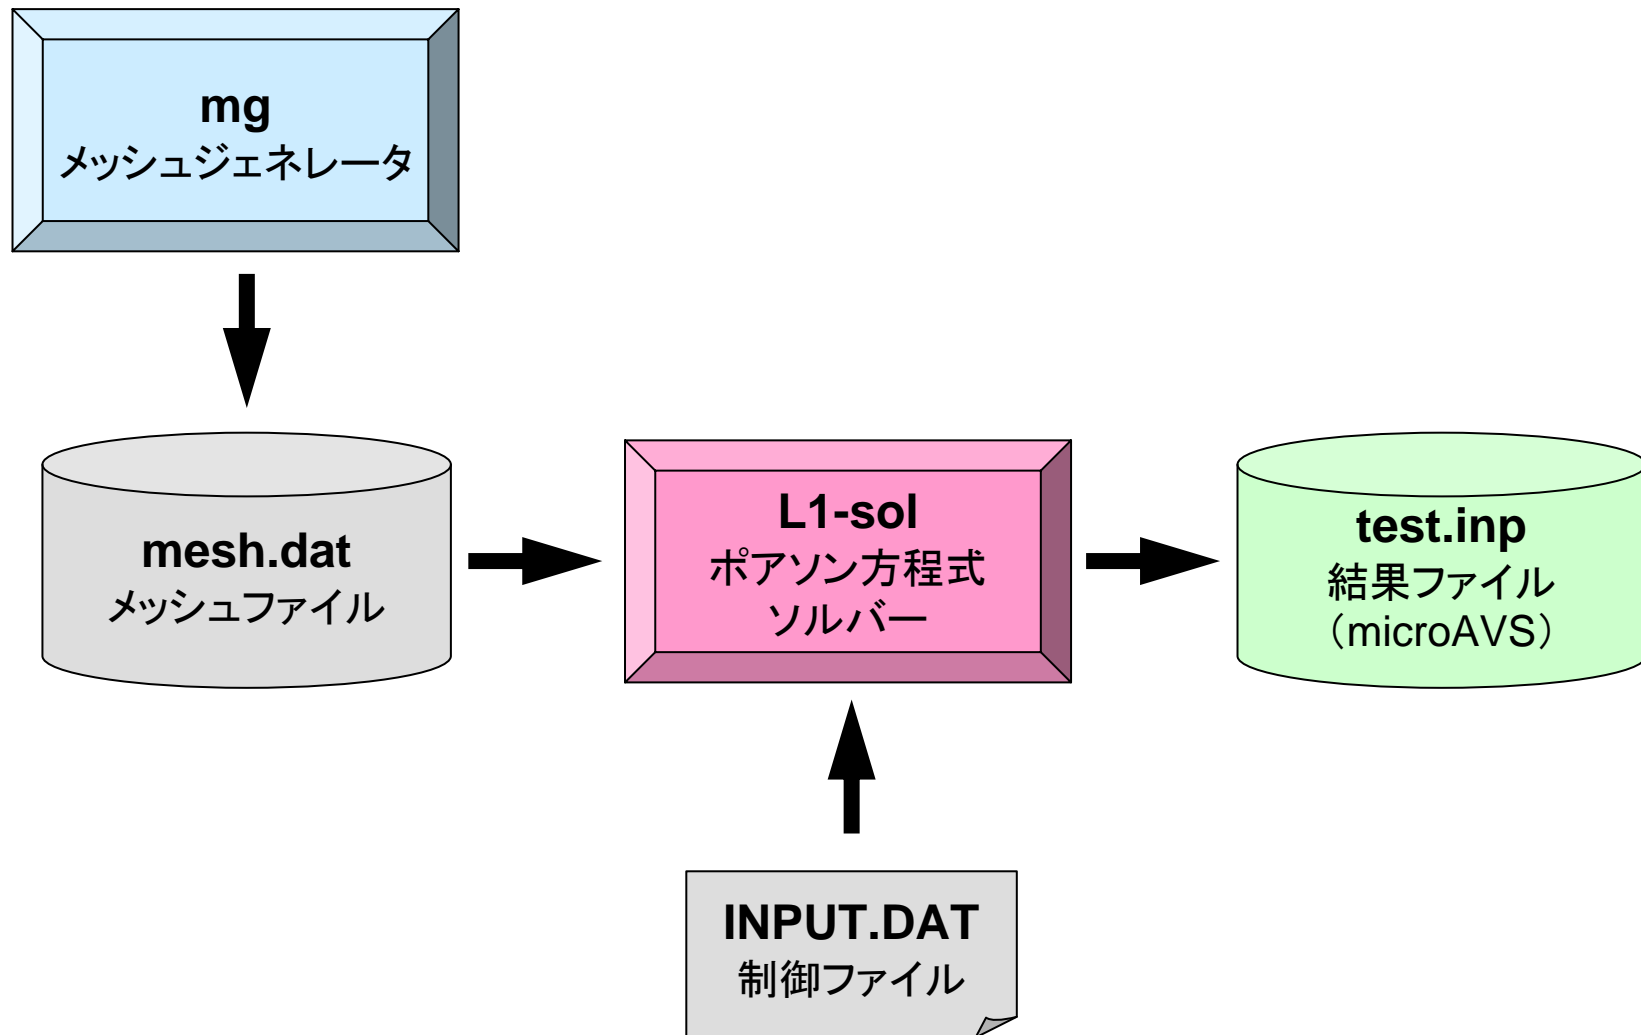 mg
メッシュジェネレータ
mesh.dat
メッシュファイル
L1-sol
ポアソン方程式
ソルバー
test.inp
結果ファイル
（microAVS）
INPUT.DAT
制御ファイル